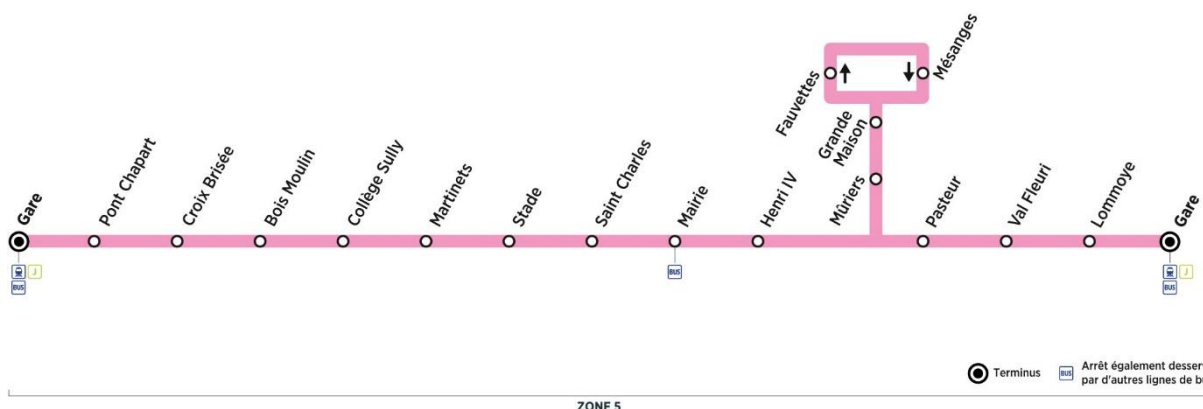 Gare
Pont Chapart
Croix Brisée
Bois Moulin
Collège Sully
Martinets
Stade
Saint Charles
Mairie
Henri IV
Mûriers
Grande
Maison
Fauvettes
Mésanges
Pasteur
Val Fleuri
Lommoye
Gare
J
BUS
BUS
J
BUS
Terminus
BUS
Arrêt également desser
par d'autres lignes de b
ZONE 5